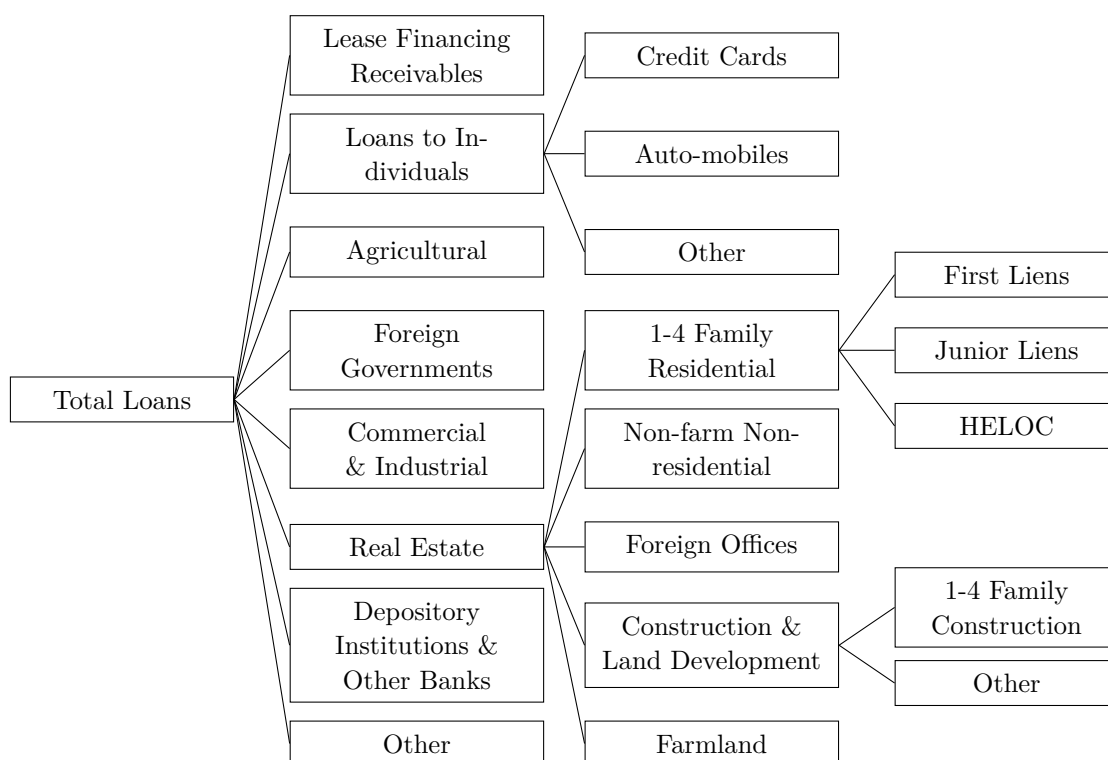 Total Loans
Lease Financing
Receivables
Loans to In-
dividuals
Agricultural
Foreign
Governments
Commercial
& Industrial
Real Estate
Depository
Institutions &
Other Banks
Other
Credit Cards
Auto-mobiles
Other
1-4 Family
Residential
Non-farm Non-
residential
Foreign Offices
Construction &
Land Development
Farmland
First Liens
Junior Liens
HELOC
1-4 Family
Construction
Other